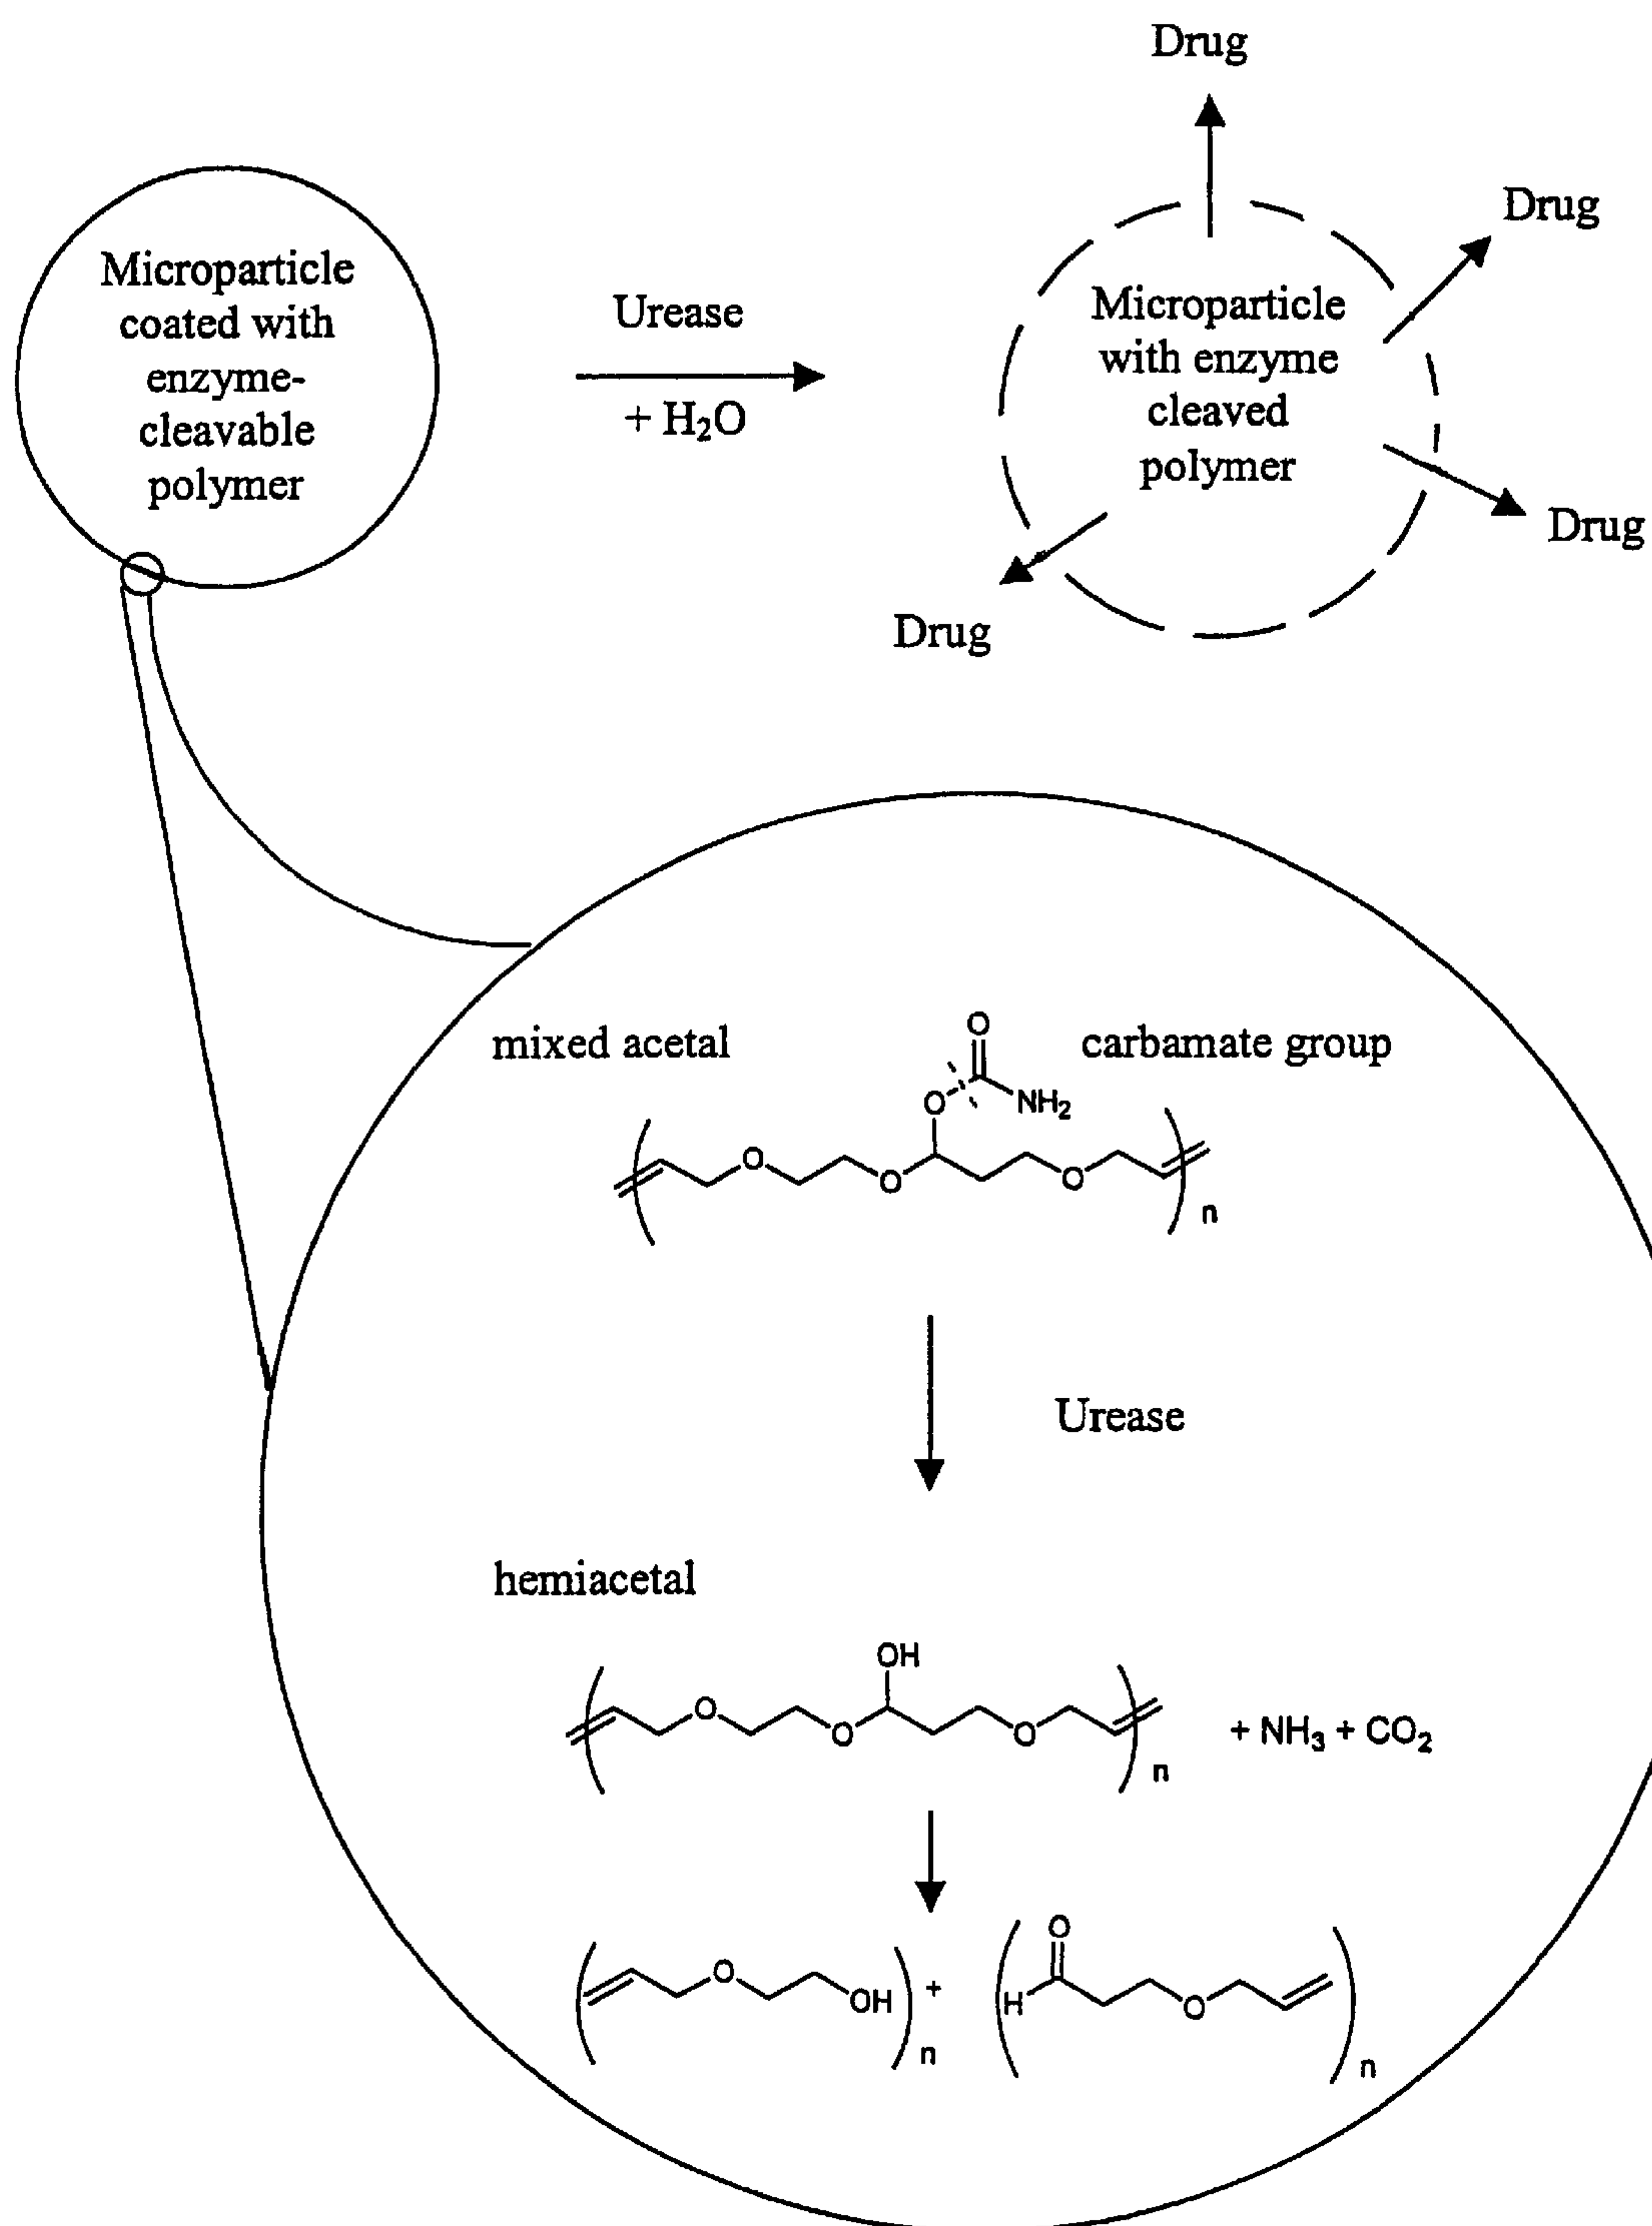 Drug
Drug
Microparticle
coated with
enzyme-
cleavable
polymer
Urease
+ H₂O
Microparticle
with enzyme
cleaved
polymer
Drug
Drug
mixed acetal
carbamate group
O
O
NH₂
O
O
O
n
Urease
hemiacetal
OH
O
O
O
n
+ NH₃ + CO₂
O
OH
n
+
O
H
O
n